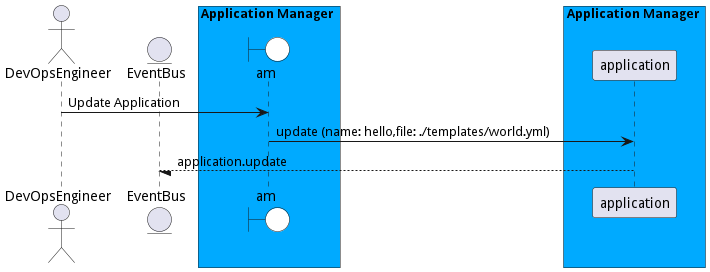 Application Manager
Application Manager
DevOpsEngineer
EventBus
am
application
Update Application
update (name: hello,file: ./templates/world.yml)
application.update
DevOpsEngineer
EventBus
am
application